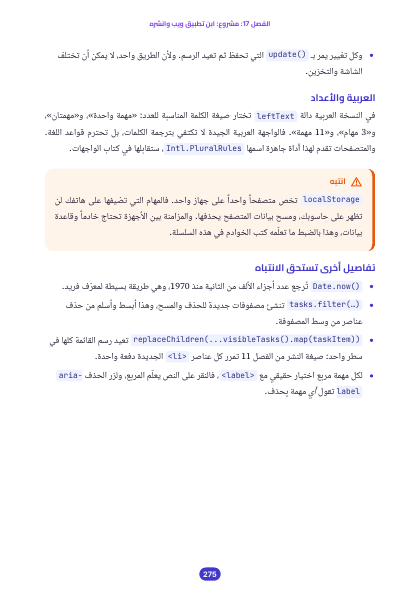 الفصل 17: مشروع: ابنِ تطبيق ويب وانشره
وكل تغيير يمر بـ update() التي تحفظ ثم تعيد الرسم. ولأن الطريق واحد، لا يمكن أن تختلف
الشاشة والتخزين.
العربية والأعداد
في النسخة العربية دالة leftText تختار صيغة الكلمة المناسبة للعدد: «مهمة واحدة»، و«مهمتان»،
و«3 مهام»، و«11 مهمة». فالواجهة العربية الجيدة لا تكتفي بترجمة الكلمات، بل تحترم قواعد اللغة.
والمتصفحات تقدم لهذا أداة جاهزة اسمها Intl.PluralRules، ستقابلها في كتاب الواجهات.
انتبه
localStorage تخص متصفحاً واحداً على جهاز واحد. فالمهام التي تضيفها على هاتفك لن
تظهر على حاسوبك، ومسح بيانات المتصفح يحذفها. والمزامنة بين الأجهزة تحتاج خادماً وقاعدة
بيانات، وهذا بالضبط ما تعلّمه كتب الخوادم في هذه السلسلة.
تفاصيل أخرى تستحق الانتباه
Date.now() تُرجع عدد أجزاء الألف من الثانية منذ 1970، وهي طريقة بسيطة لمعرّف فريد.
tasks.filter(…) تنشئ مصفوفات جديدة للحذف والمسح، وهذا أبسط وأسلم من حذف
عناصر من وسط المصفوفة.
replaceChildren(...visibleTasks().map(taskItem)) تعيد رسم القائمة كلها في
سطر واحد: صيغة النشر من الفصل 11 تمرر كل عناصر <li> الجديدة دفعة واحدة.
لكل مهمة مربع اختيار حقيقي مع <label>، فالنقر على النص يعلّم المربع، ولزر الحذف aria-
label تقول أي مهمة يحذف.
275